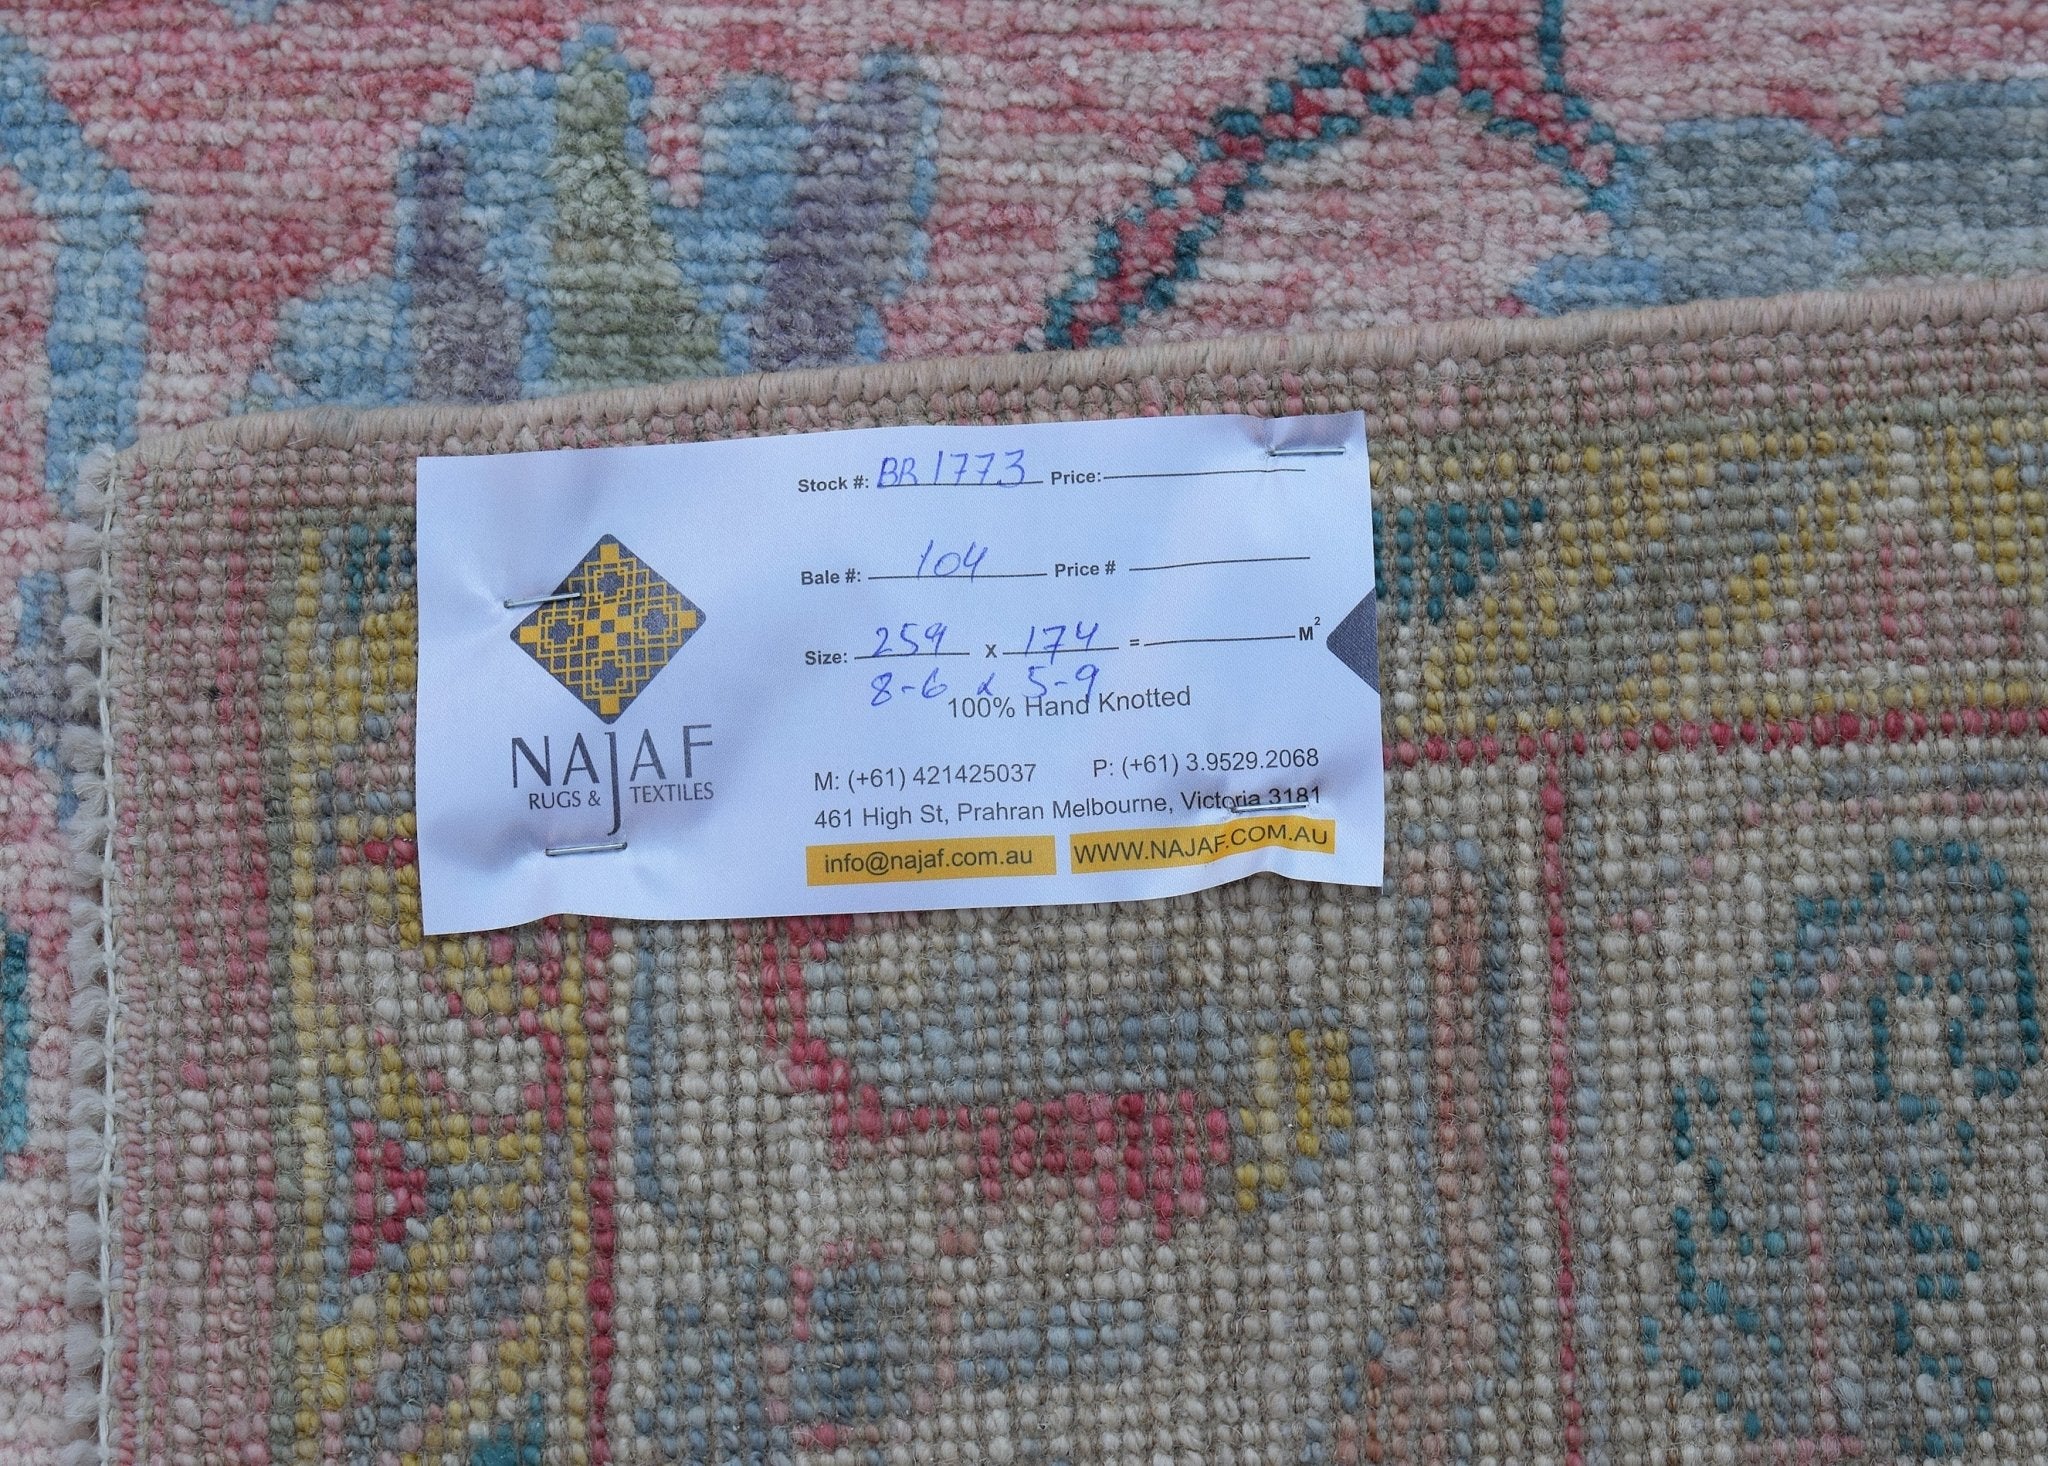 Stock #: BR1773 Price:
Bale #: 104 Price #
Size: 259 x 174 = M²
8-6 x 5-9
100% Hand Knotted
NAJAF
RUGS & TEXTILES
M: (+61) 421425037 P: (+61) 3.9529.2068
461 High St, Prahran Melbourne, Victoria 3181
info@najaf.com.au WWW.NAJAF.COM.AU